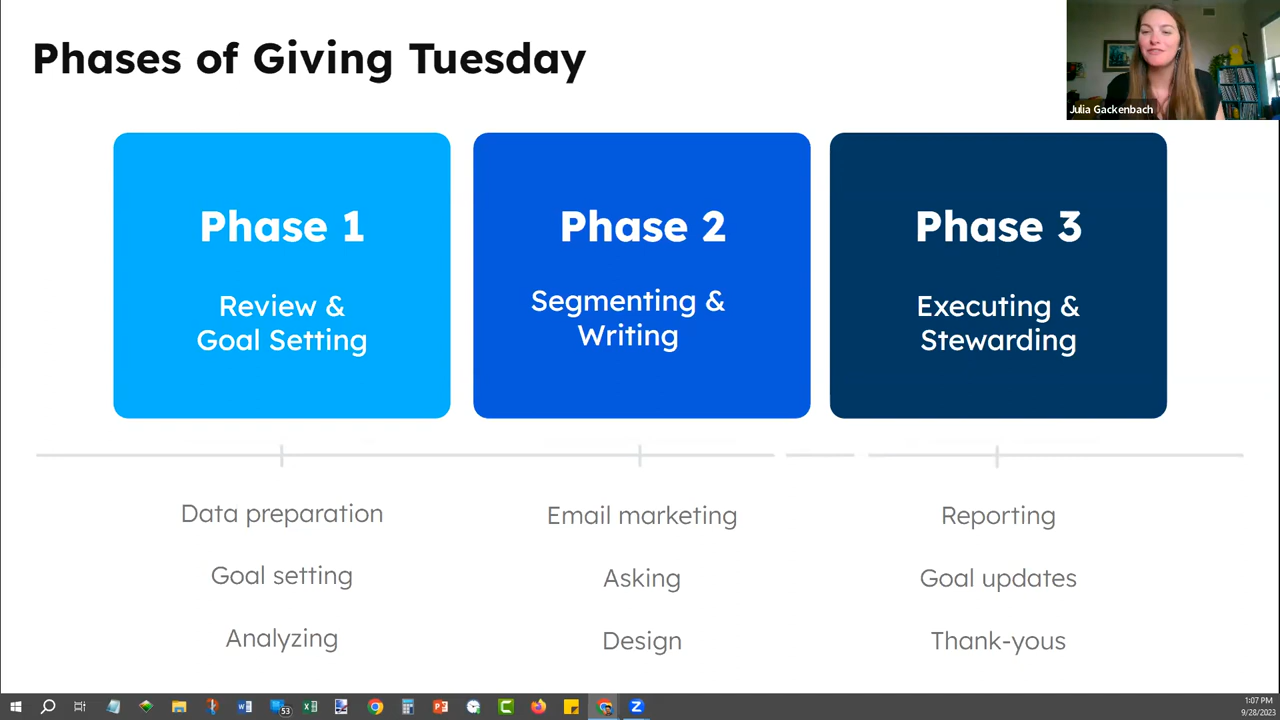 Phases of Giving Tuesday
Julia Gackenbach
Phase 1
Review &
Goal Setting
Phase 2
Segmenting &
Writing
Phase 3
Executing &
Stewarding
Data preparation
Goal setting
Analyzing
Email marketing
Asking
Design
Reporting
Goal updates
Thank-yous
53
1:07 PM
9/28/2023